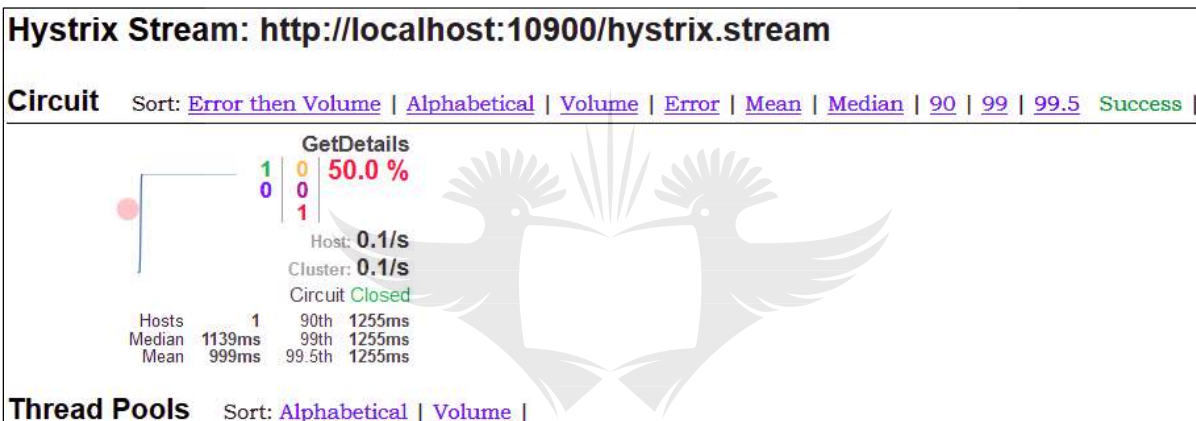 Hystrix Stream: http://localhost:10900/hystrix.stream
Circuit Sort: Error then Volume | Alphabetical | Volume | Error | Mean | Median | 90 | 99 | 99.5 Success |
GetDetails
1 0 50.0 %
0 0
1
Host: 0.1/s
Cluster: 0.1/s
Circuit Closed
Hosts 1 90th 1255ms
Median 1139ms 99th 1255ms
Mean 999ms 99.5th 1255ms
Thread Pools Sort: Alphabetical | Volume |